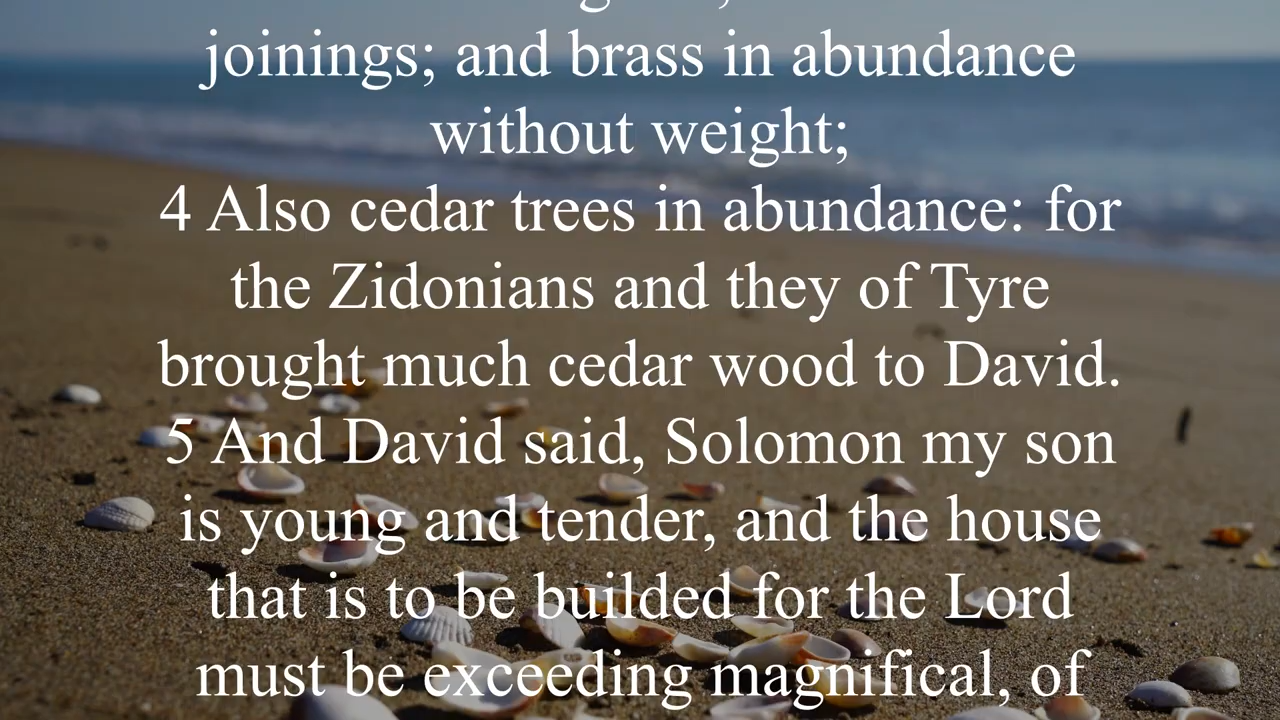 joinings; and brass in abundance
without weight;
4 Also cedar trees in abundance: for
the Zidonians and they of Tyre
brought much cedar wood to David.
5 And David said, Solomon my son
is young and tender, and the house
that is to be builded for the Lord
must be exceeding magnifical, of